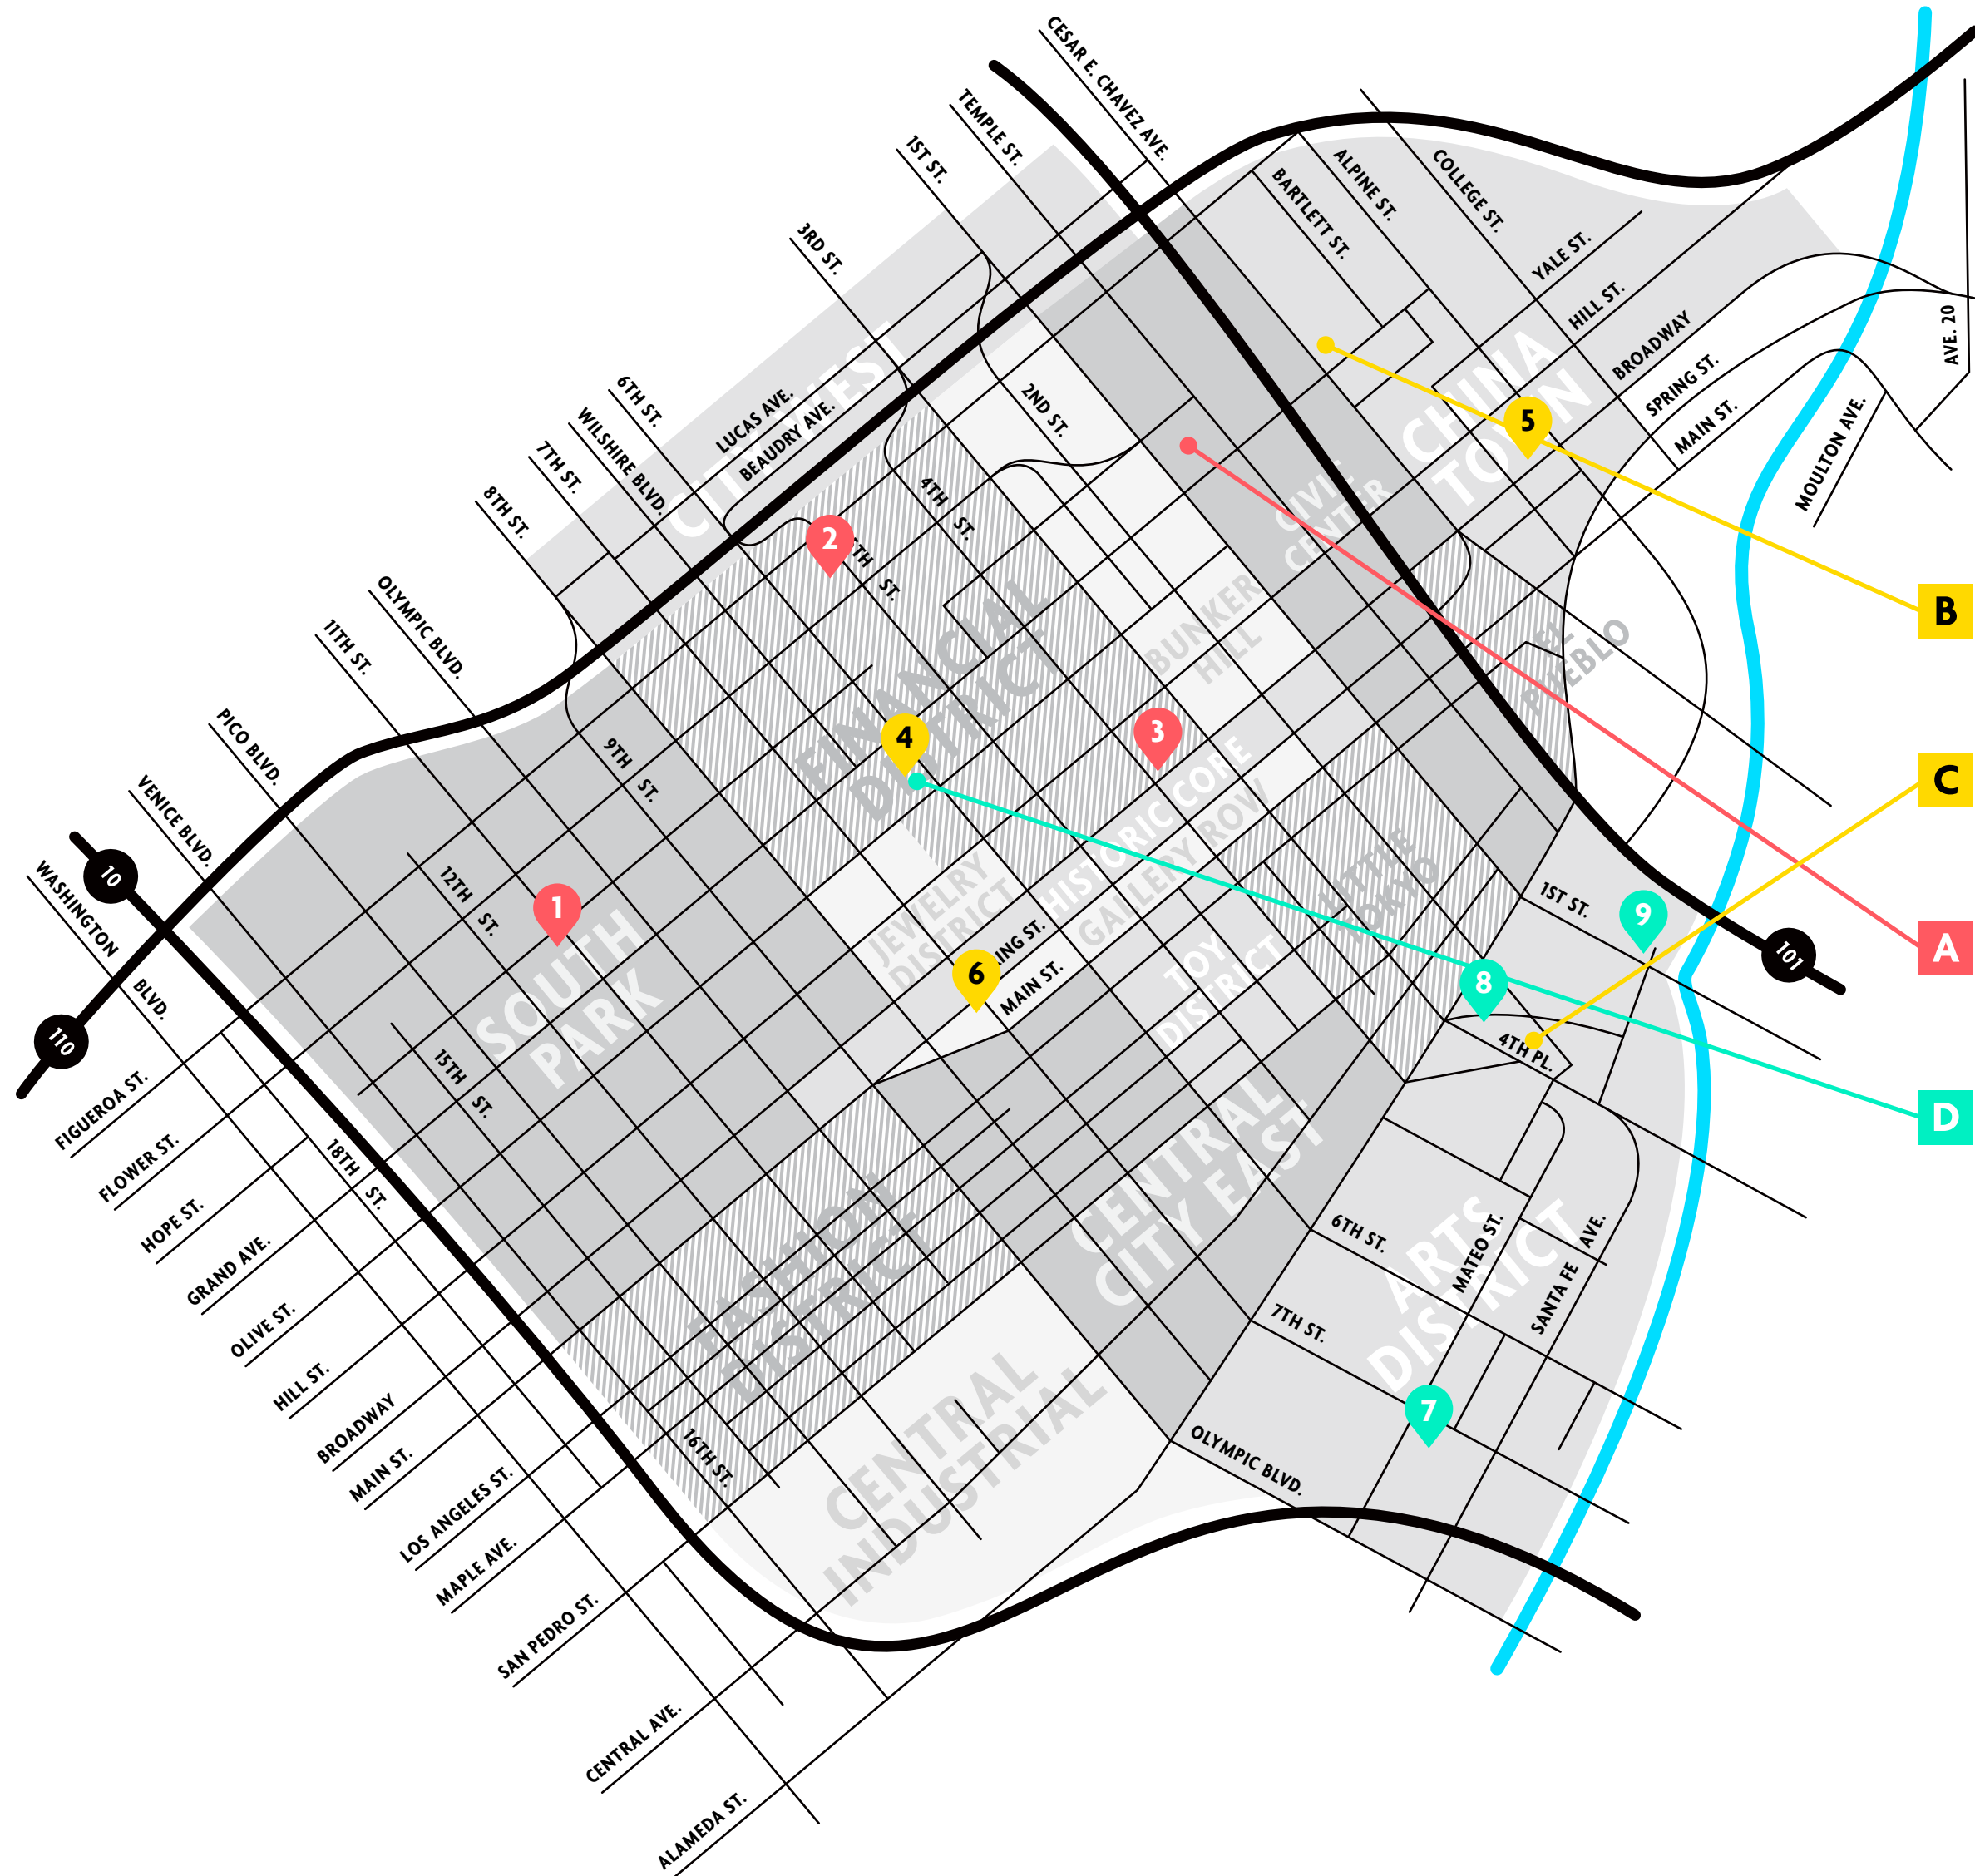 CESAR E. CHAVEZ AVE.
TEMPLE ST.
1ST ST.
3RD ST.
ALPINE ST.
BARTLETT ST.
COLLEGE ST.
YALE ST.
HILL ST.
BROADWAY
SPRING ST.
MAIN ST.
AVE. 20
MOULTON AVE.
CHINA
TOWN
5
B
2ND ST.
LUCAS AVE.
BEAUDRY AVE.
6TH ST.
WILSHIRE BLVD.
7TH ST.
8TH ST.
4TH ST.
2
CIVIC
CENTER
BUNKER
HILL
EL
PUEBLO
FINANCIAL
DISTRICT
OLYMPIC BLVD.
11TH ST.
PICO BLVD.
VENICE BLVD.
WASHINGTON BLVD.
9TH ST.
4
3
C
HISTORIC CORE
GALLERY ROW
LITTLE
TOKYO
JEWELRY
DISTRICT
12TH ST.
1
10
110
SOUTH
PARK
6
MAIN ST.
TOY
DISTRICT
1ST ST.
9
101
A
8
4TH PL.
D
15TH ST.
18TH ST.
FIGUEROA ST.
FLOWER ST.
HOPE ST.
GRAND AVE.
OLIVE ST.
HILL ST.
BROADWAY
MAIN ST.
LOS ANGELES ST.
MAPLE AVE.
SAN PEDRO ST.
CENTRAL AVE.
ALAMEDA ST.
FASHION
DISTRICT
CENTRAL
CITY EAST
6TH ST.
7TH ST.
MATEO ST.
SANTA FE AVE.
ARTS
DISTRICT
7
OLYMPIC BLVD.
16TH ST.
CENTRAL
INDUSTRIAL